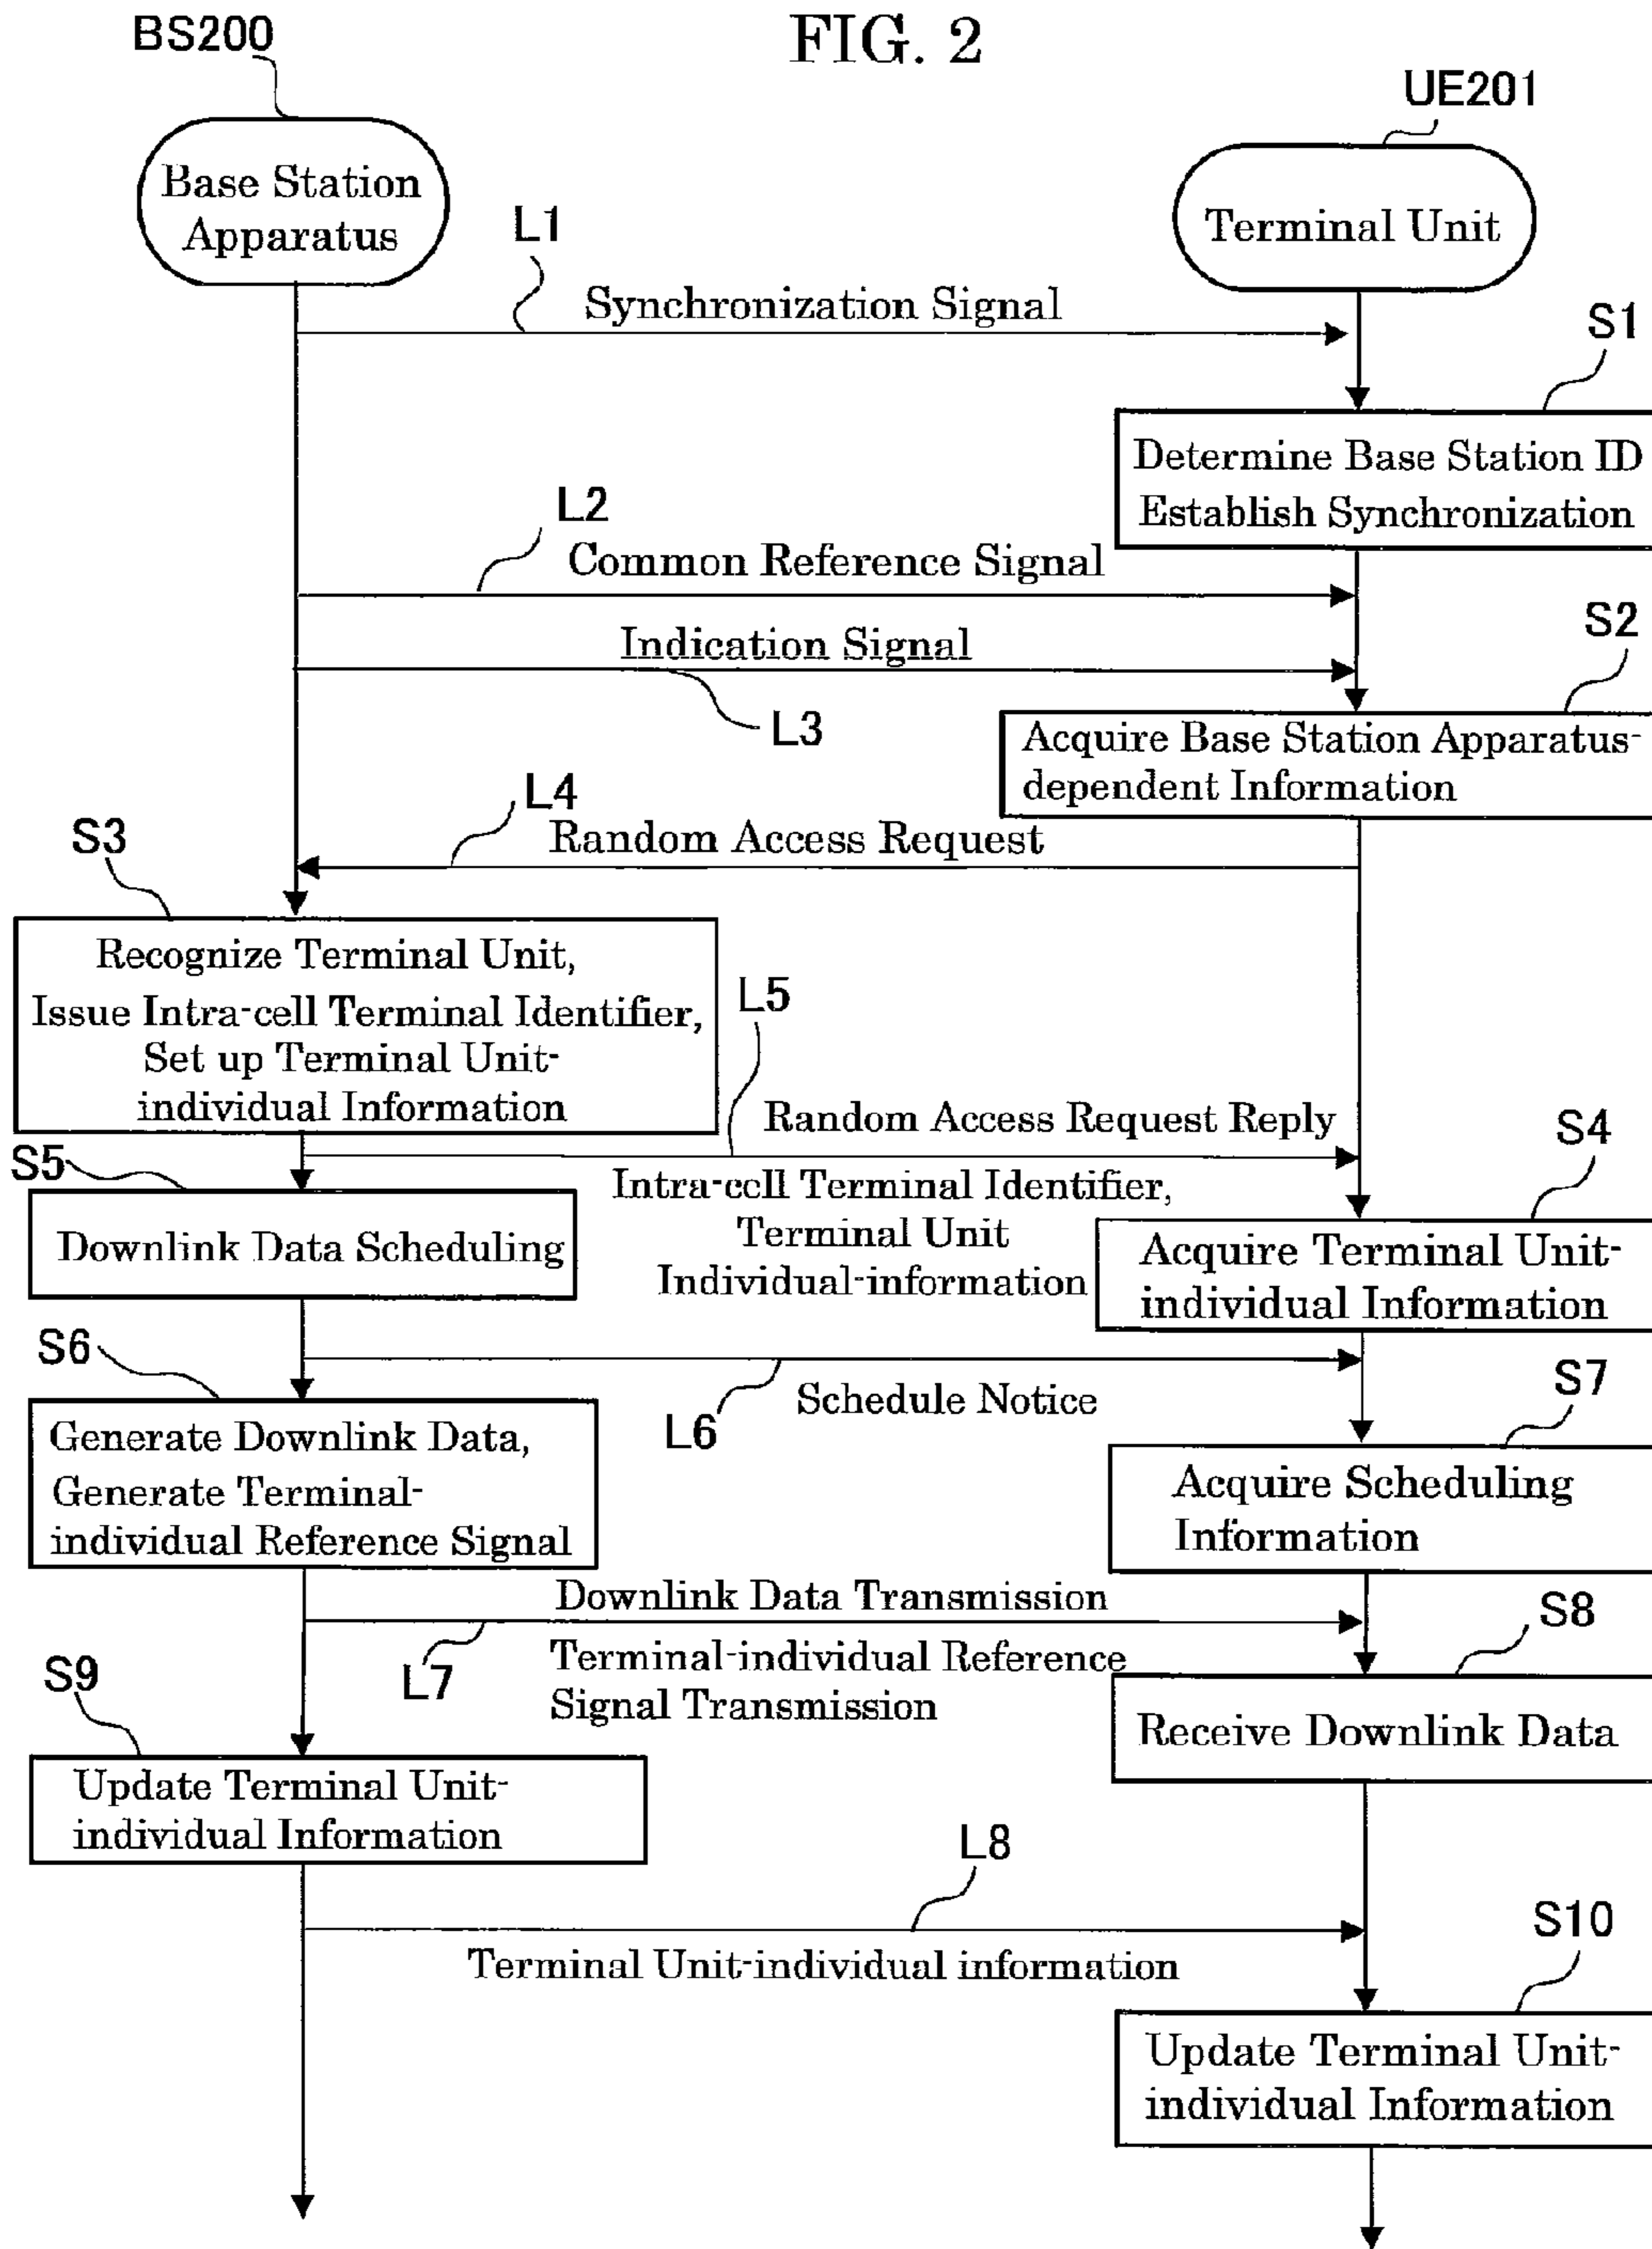 FIG. 2
BS200
UE201
Base Station
Apparatus
Terminal Unit
L1
Synchronization Signal
S1
Determine Base Station ID
Establish Synchronization
L2
Common Reference Signal
Indication Signal
L3
S2
Acquire Base Station Apparatus-
dependent Information
L4
Random Access Request
S3
Recognize Terminal Unit,
Issue Intra-cell Terminal Identifier,
Set up Terminal Unit-
individual Information
L5
Random Access Request Reply
Intra-cell Terminal Identifier,
Terminal Unit
Individual-information
S4
Acquire Terminal Unit-
individual Information
S5
Downlink Data Scheduling
S6
Generate Downlink Data,
Generate Terminal-
individual Reference Signal
L6
Schedule Notice
S7
Acquire Scheduling
Information
Downlink Data Transmission
L7
Terminal-individual Reference
Signal Transmission
S8
Receive Downlink Data
S9
Update Terminal Unit-
individual Information
L8
Terminal Unit-individual information
S10
Update Terminal Unit-
individual Information